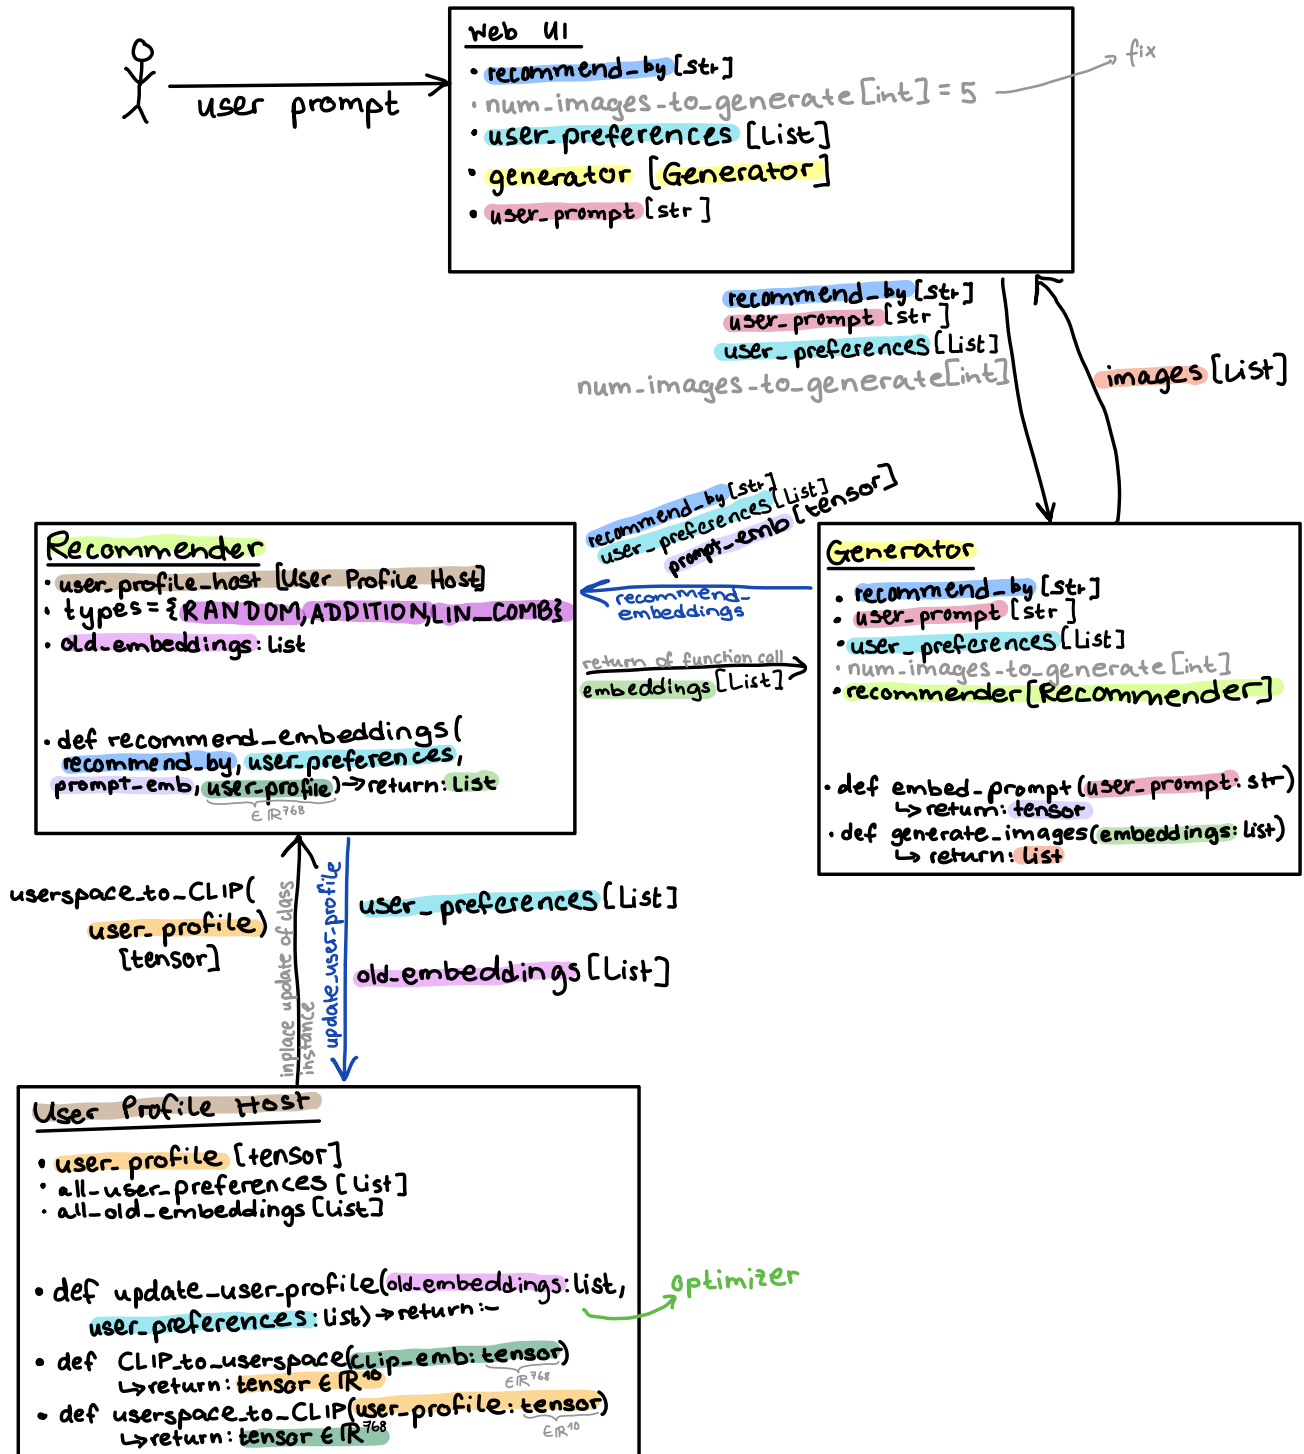 Web UI
• recommend_by [str]
• num_images_to_generate [int] = 5
fix
• user_preferences [List]
• generator [Generator]
• user_prompt [str]
user prompt
recommend_by [str]
user_prompt [str]
user_preferences [List]
num_images_to_generate [int]
images [List]
recommend_by [str]
user_preferences [List]
prompt_emb [tensor]
recommend_
embeddings
return of function call
embeddings [List]
Recommender
• user_profile_host [User Profile Host]
• types = {RANDOM, ADDITION, LIN_COMB}
• old_embeddings: List
• def recommend_embeddings(
recommend_by, user_preferences,
prompt_emb, user_profile) → return: List
∈ ℝ⁷⁶⁸
Generator
• recommend_by [str]
• user_prompt [str]
• user_preferences [List]
• num_images_to_generate [int]
• recommender [Recommender]
• def embed_prompt (user_prompt: str)
↳ return: tensor
• def generate_images (embeddings: List)
↳ return: List
userspace_to_CLIP(
user_profile)
[tensor]
inplace update of class
instance
update_user_profile
user_preferences [List]
old_embeddings [List]
User Profile Host
• user_profile [tensor]
• all_user_preferences [List]
• all_old_embeddings [List]
• def update_user_profile(old_embeddings: list,
user_preferences: list) → return: -
optimizer
• def CLIP_to_userspace(clip_emb: tensor)
∈ ℝ⁷⁶⁸
↳ return: tensor ∈ ℝ¹⁰
• def userspace_to_CLIP(user_profile: tensor)
∈ ℝ¹⁰
↳ return: tensor ∈ ℝ⁷⁶⁸